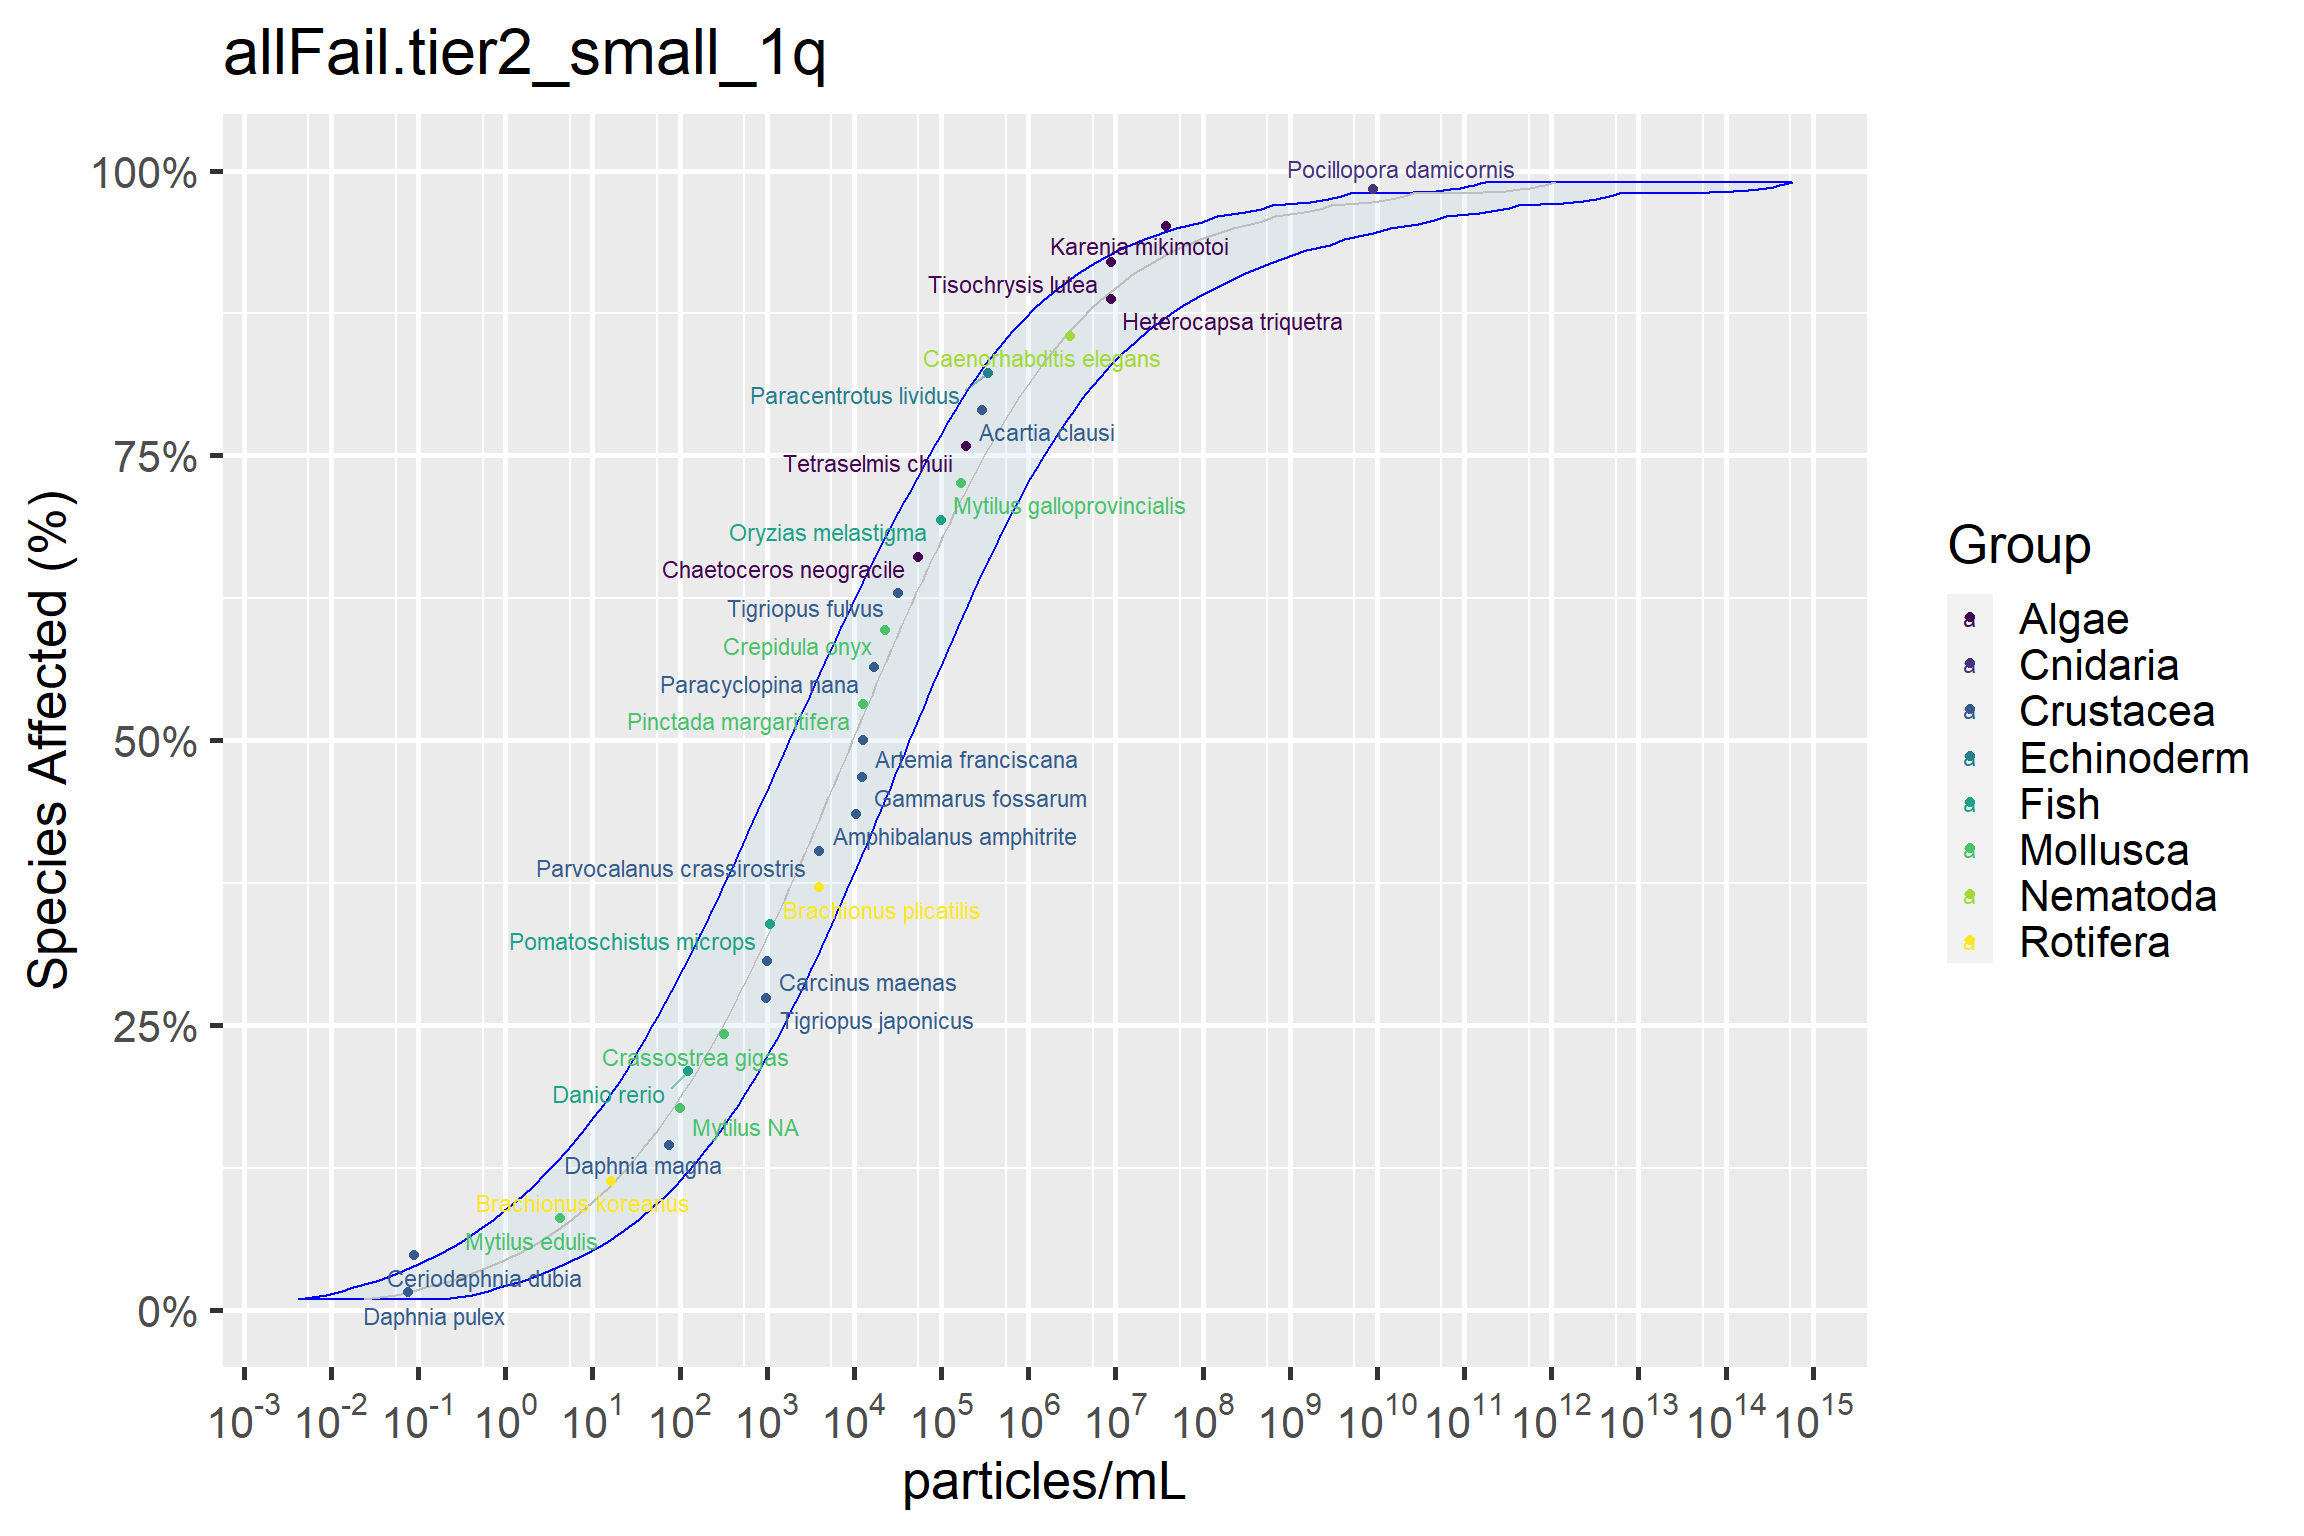 allFail.tier2_small_1q
Species Affected (%)
100%
75%
50%
25%
0%
Pocillopora damicornis
Karenia mikimotoi
Tisochrysis lutea
Heterocapsa triquetra
Caenorhabditis elegans
Paracentrotus lividus
Acartia clausi
Tetraselmis chuii
Mytilus galloprovincialis
Oryzias melastigma
Chaetoceros neogracile
Tigriopus fulvus
Crepidula onyx
Paracyclopina nana
Pinctada margaritifera
Artemia franciscana
Gammarus fossarum
Amphibalanus amphitrite
Parvocalanus crassirostris
Brachionus plicatilis
Pomatoschistus microps
Carcinus maenas
Tigriopus japonicus
Crassostrea gigas
Danio rerio
Mytilus NA
Daphnia magna
Brachionus koreanus
Mytilus edulis
Ceriodaphnia dubia
Daphnia pulex
10⁻³ 10⁻² 10⁻¹ 10⁰ 10¹ 10² 10³ 10⁴ 10⁵ 10⁶ 10⁷ 10⁸ 10⁹ 10¹⁰ 10¹¹ 10¹² 10¹³ 10¹⁴ 10¹⁵
particles/mL
Group
a Algae
a Cnidaria
a Crustacea
a Echinoderm
a Fish
a Mollusca
a Nematoda
a Rotifera